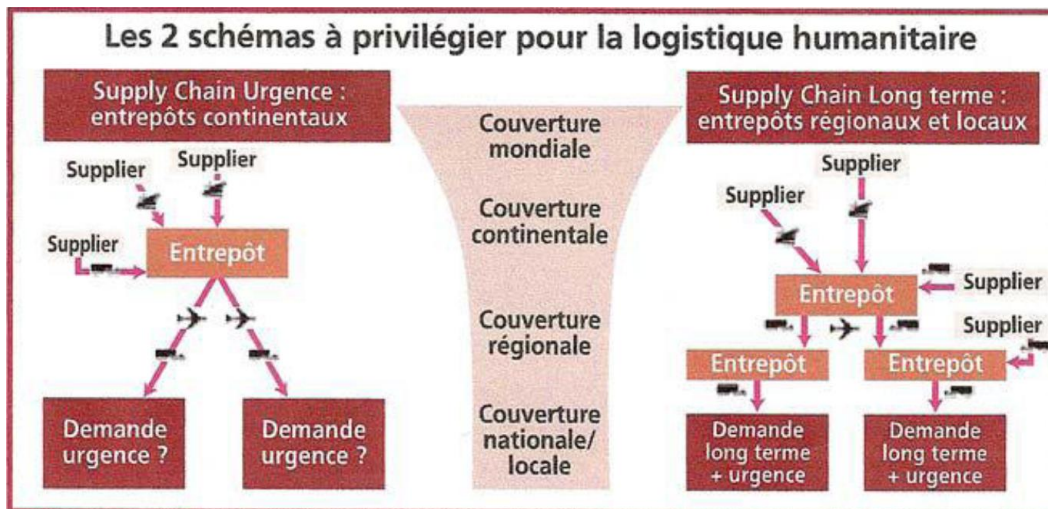 Les 2 schémas à privilégier pour la logistique humanitaire
Supply Chain Urgence :
entrepôts continentaux
Supplier
Supplier
Supplier
Entrepôt
Demande
urgence ?
Demande
urgence ?
Couverture
mondiale
Couverture
continentale
Couverture
régionale
Couverture
nationale/
locale
Supply Chain Long terme :
entrepôts régionaux et locaux
Supplier
Supplier
Supplier
Entrepôt
Supplier
Entrepôt
Entrepôt
Demande
long terme
+ urgence
Demande
long terme
+ urgence